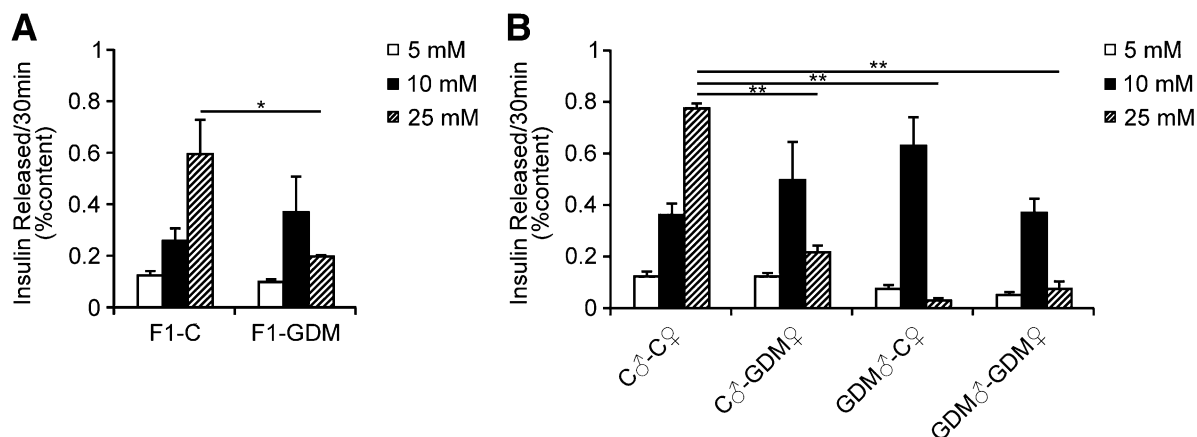 A
Insulin Released/30min
(%content)
1
0.8
0.6
0.4
0.2
0
*
F1-C
F1-GDM
5 mM
10 mM
25 mM
B
Insulin Released/30min
(%content)
1
0.8
0.6
0.4
0.2
0
**
**
**
C♂-C♀
C♂-GDM♀
GDM♂-C♀
GDM♂-GDM♀
5 mM
10 mM
25 mM